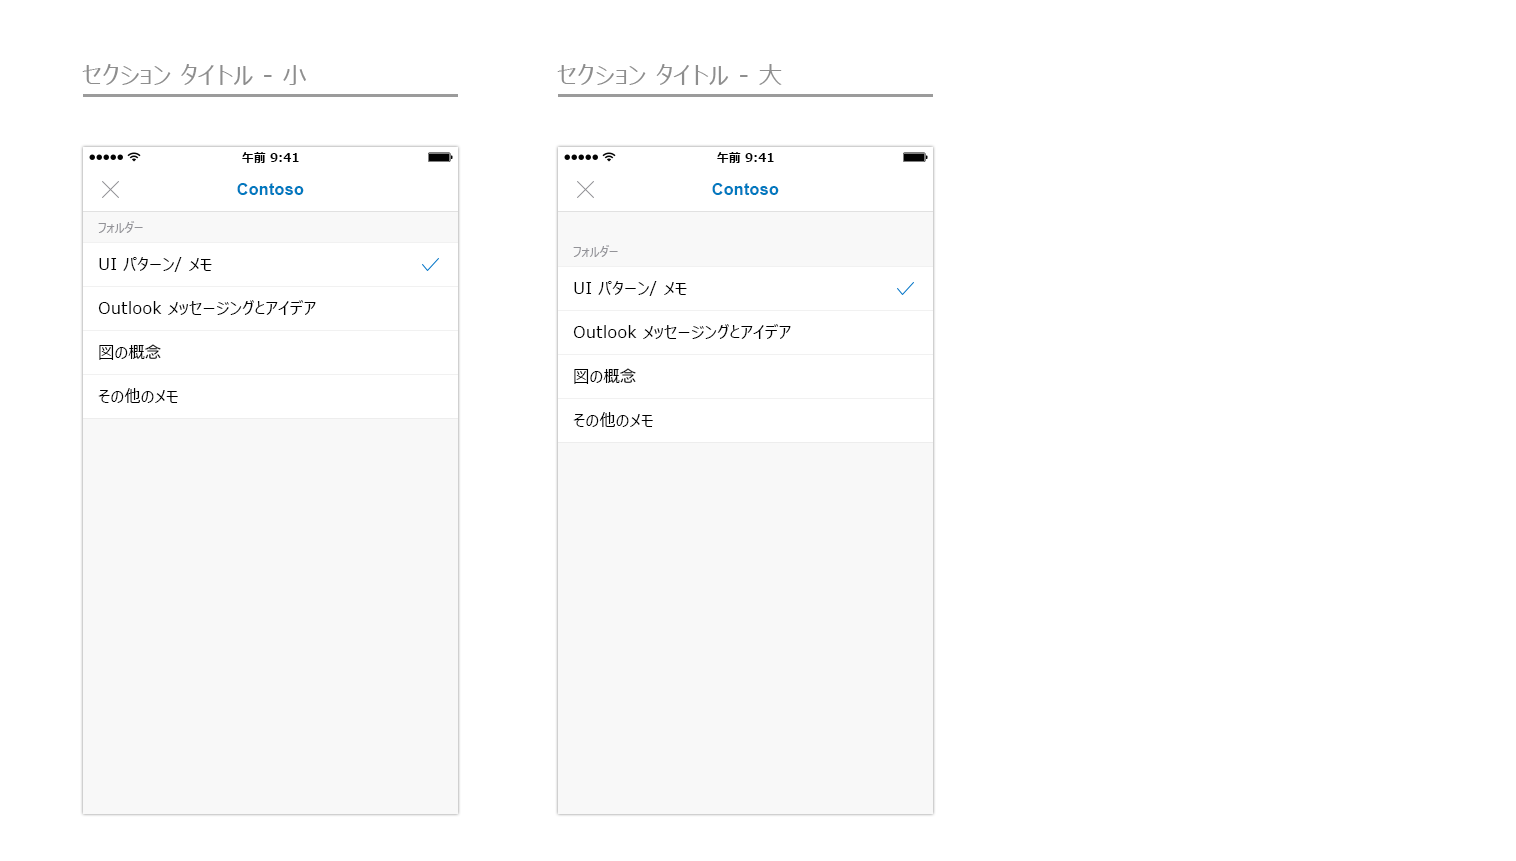 セクション タイトル - 小
午前 9:41
Contoso
フォルダー
UI パターン/ メモ
Outlook メッセージングとアイデア
図の概念
その他のメモ
セクション タイトル - 大
午前 9:41
Contoso
フォルダー
UI パターン/ メモ
Outlook メッセージングとアイデア
図の概念
その他のメモ